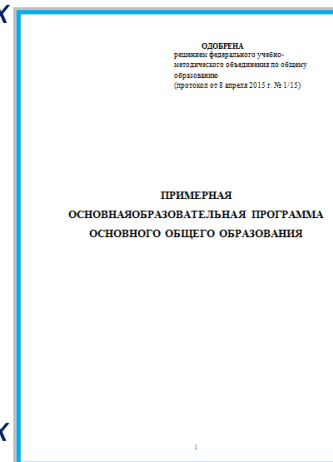 х
ОДОБРЕНА
решением федерального учебно-
методического объединения по общему
образованию
(протокол от 8 апреля 2015 г. № 1/15)
ПРИМЕРНАЯ
ОСНОВНАЯОБРАЗОВАТЕЛЬНАЯ ПРОГРАММА
ОСНОВНОГО ОБЩЕГО ОБРАЗОВАНИЯ
х
1